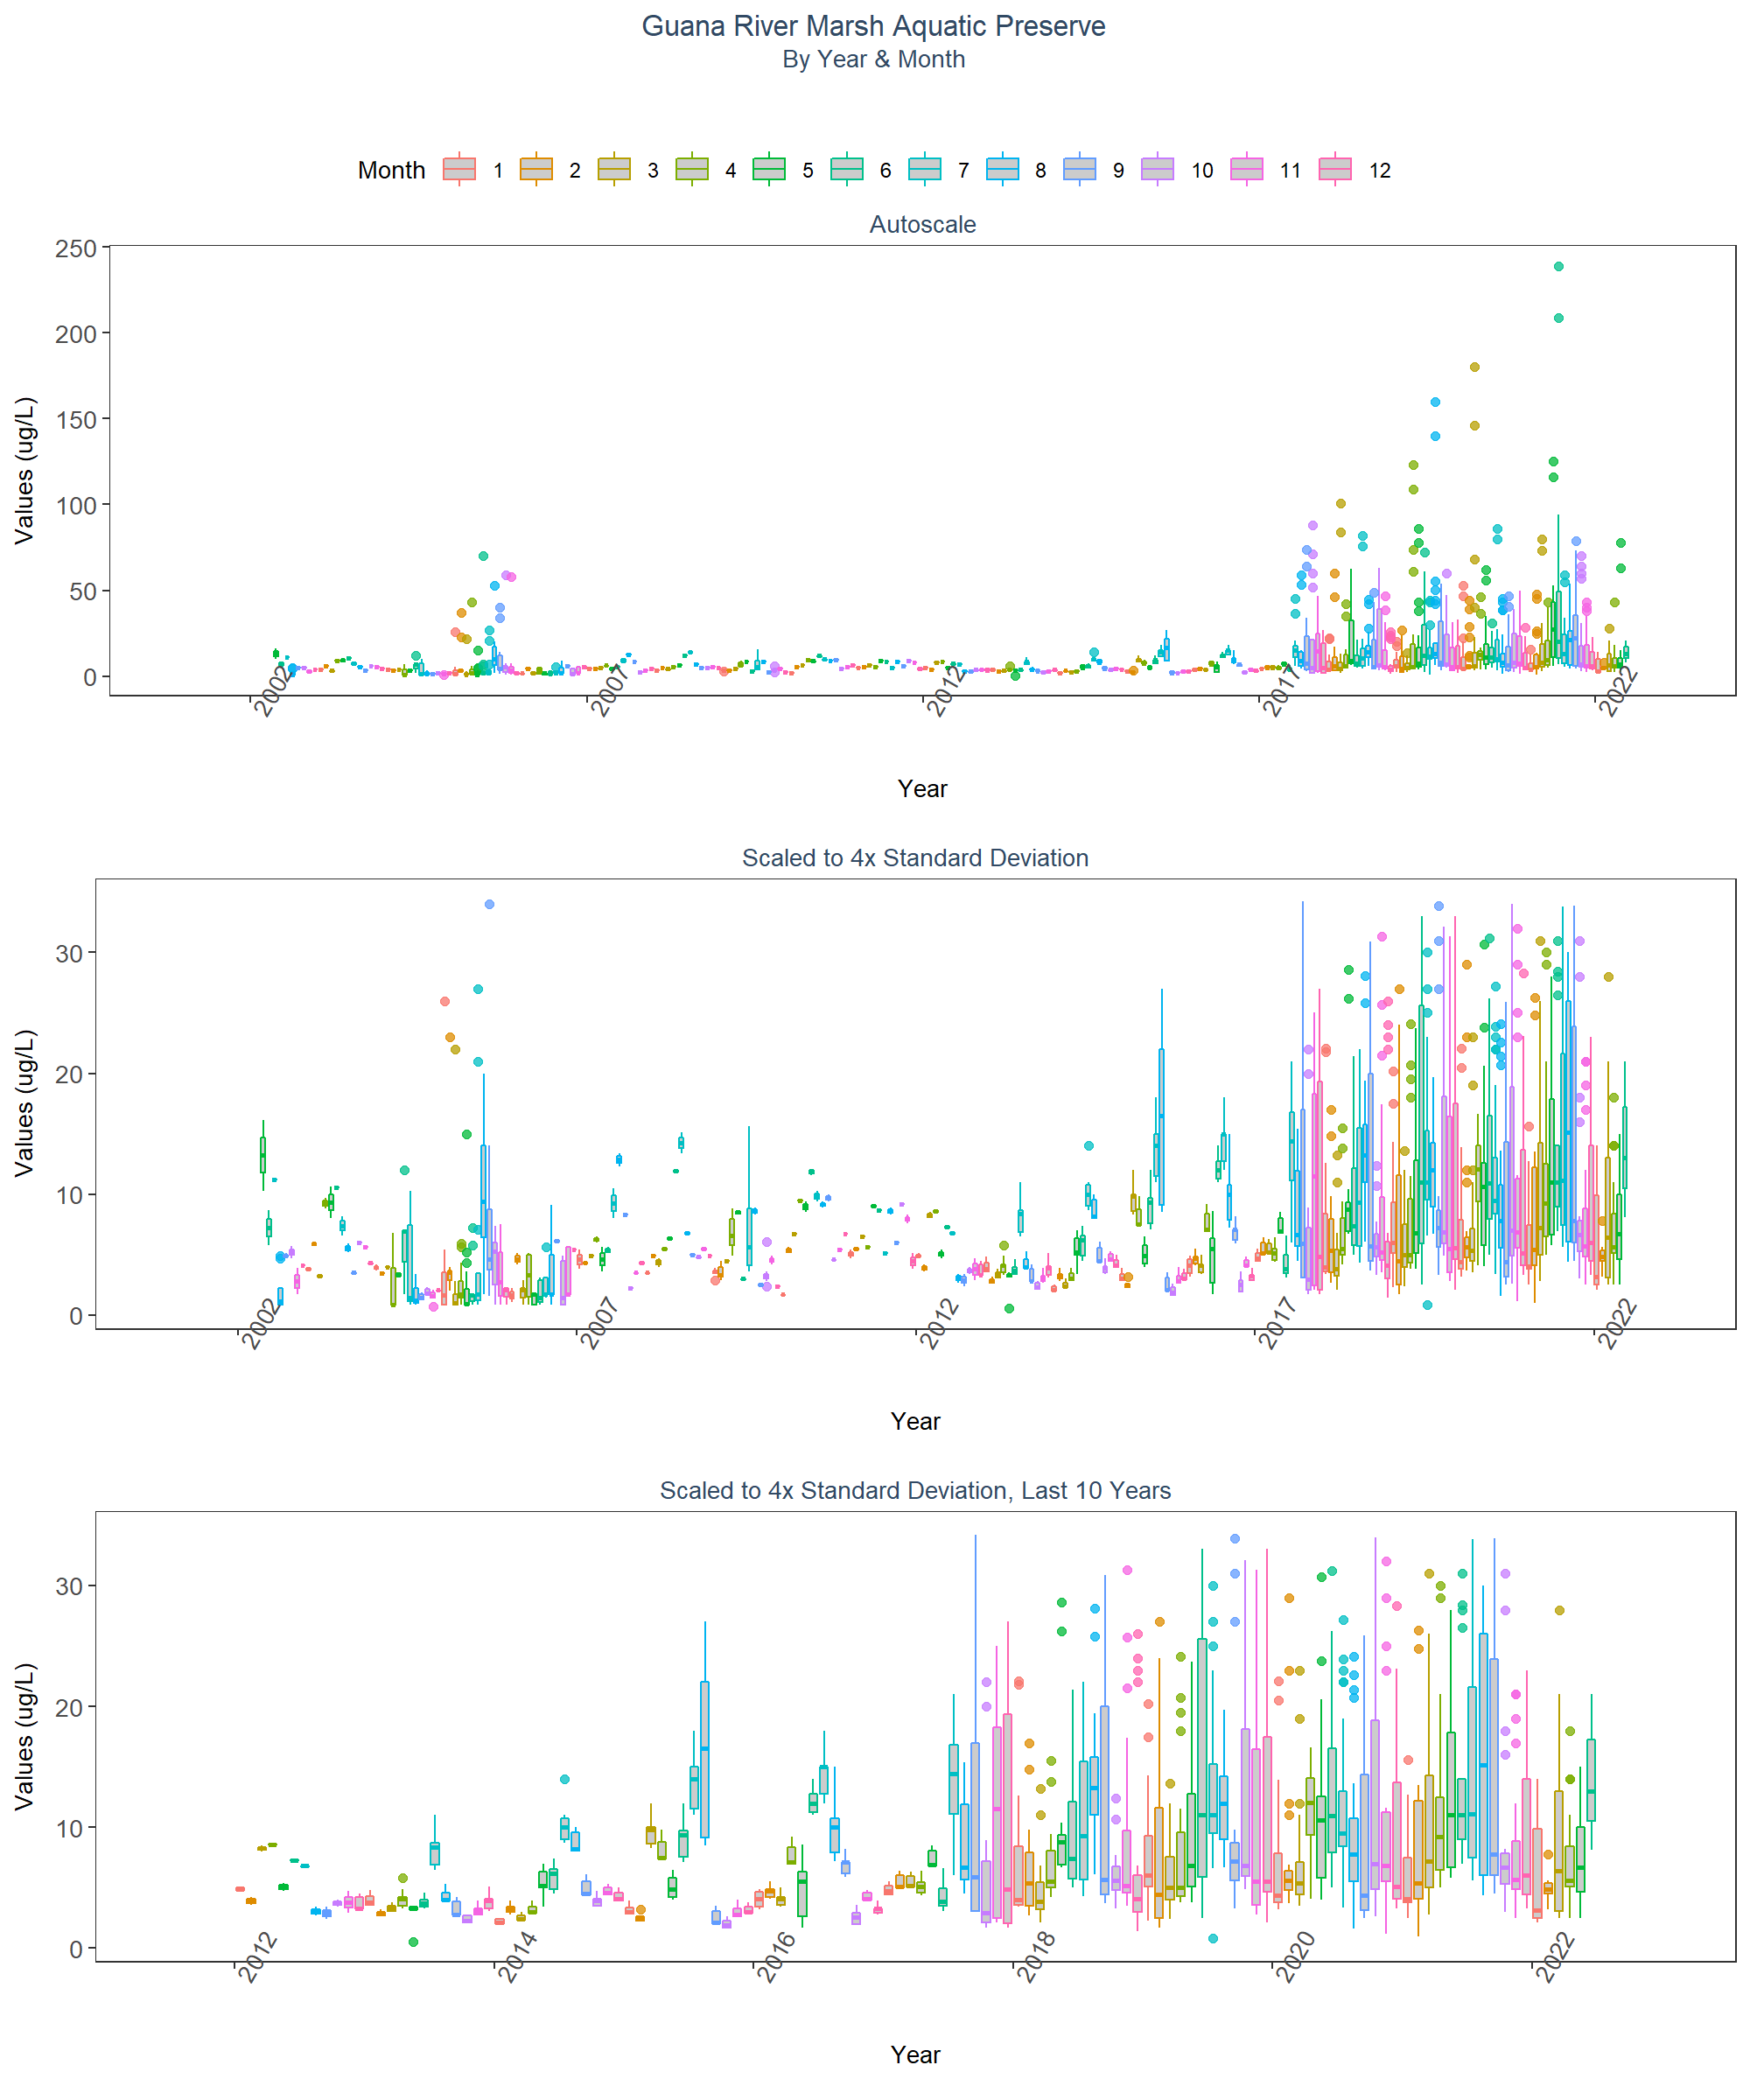 Guana River Marsh Aquatic Preserve
By Year & Month
Month 1 2 3 4 5 6 7 8 9 10 11 12
Autoscale
Values (ug/L)
250
200
150
100
50
0
2002 2007 2012 2017 2022
Year
Scaled to 4x Standard Deviation
Values (ug/L)
30
20
10
0
2002 2007 2012 2017 2022
Year
Scaled to 4x Standard Deviation, Last 10 Years
Values (ug/L)
30
20
10
0
2012 2014 2016 2018 2020 2022
Year